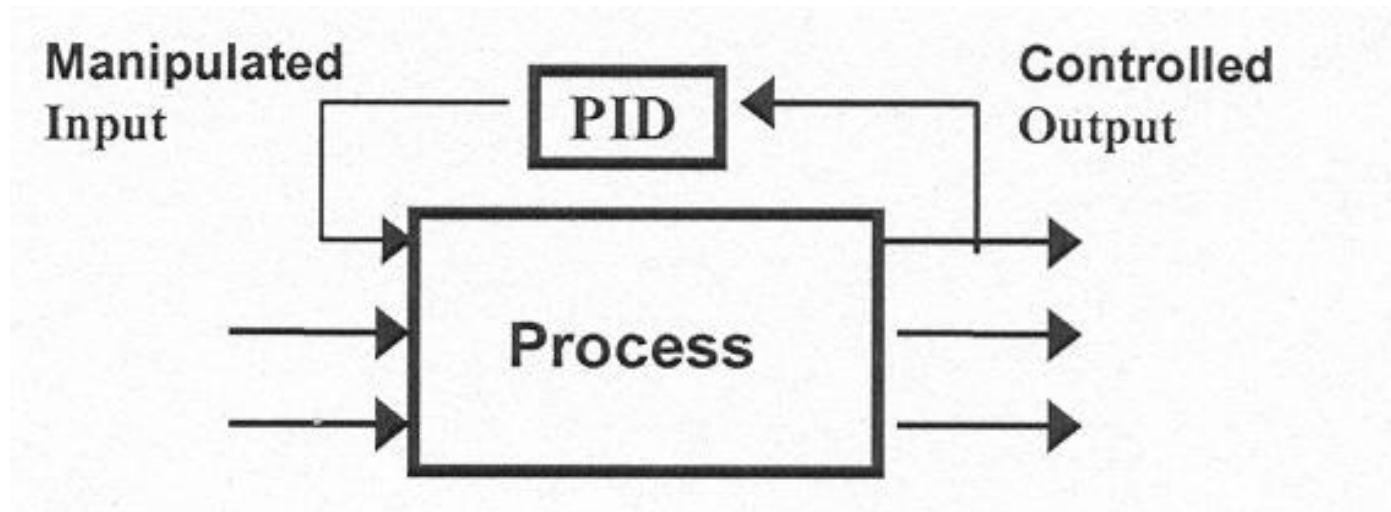 Manipulated
Input
PID
Controlled
Output
Process